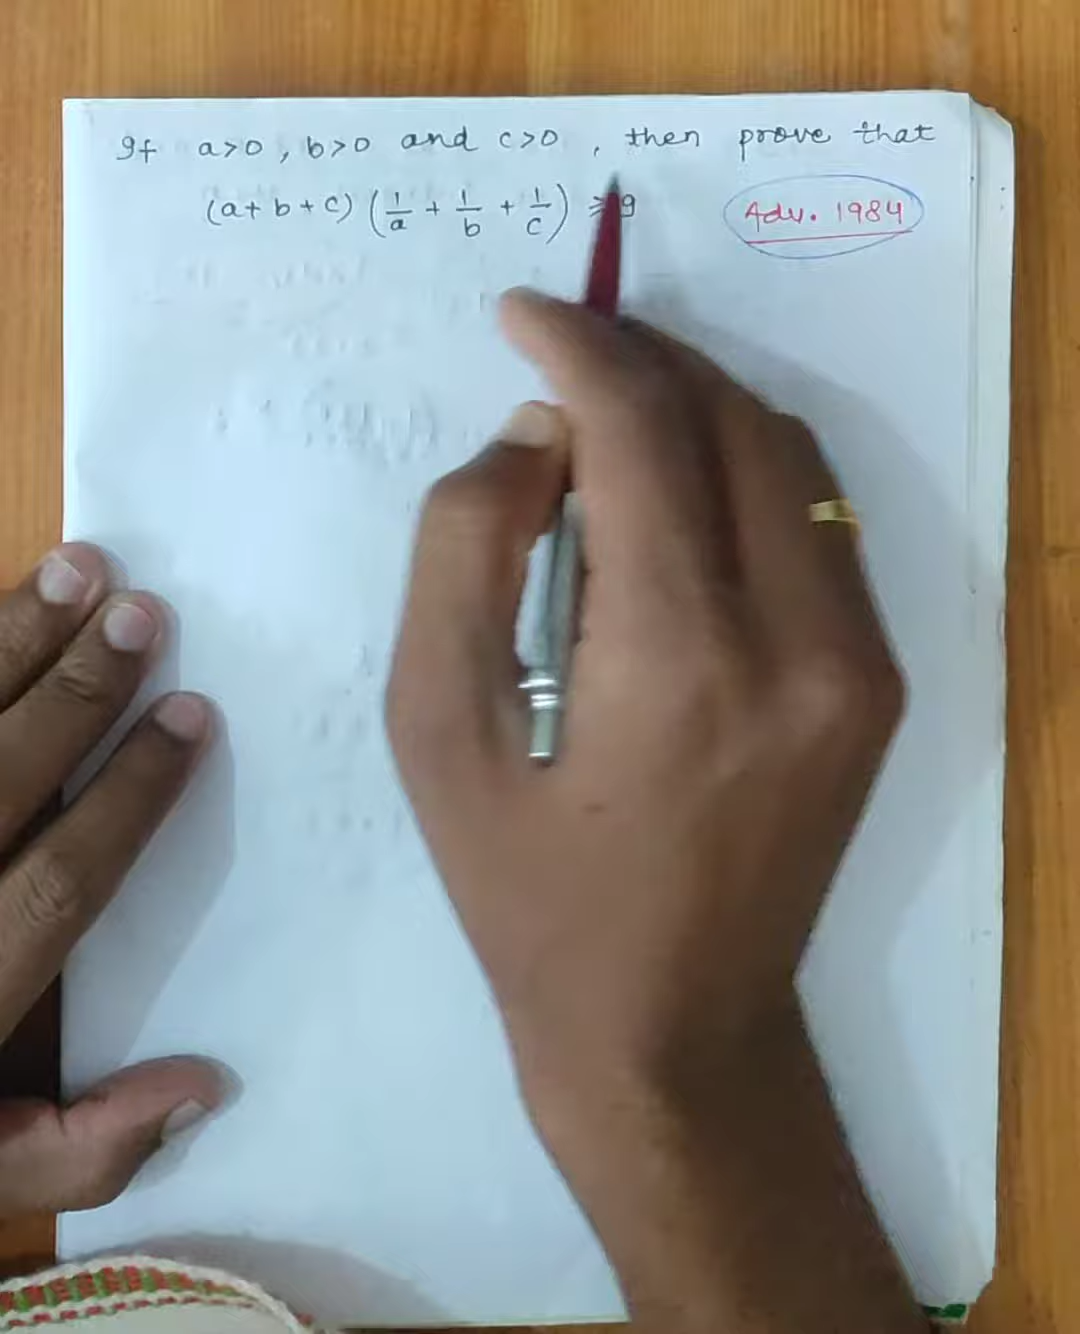 If a>0, b>0 and c>0, then prove that
(a+b+c)(1/a + 1/b + 1/c) ≥ 9
Adv. 1984